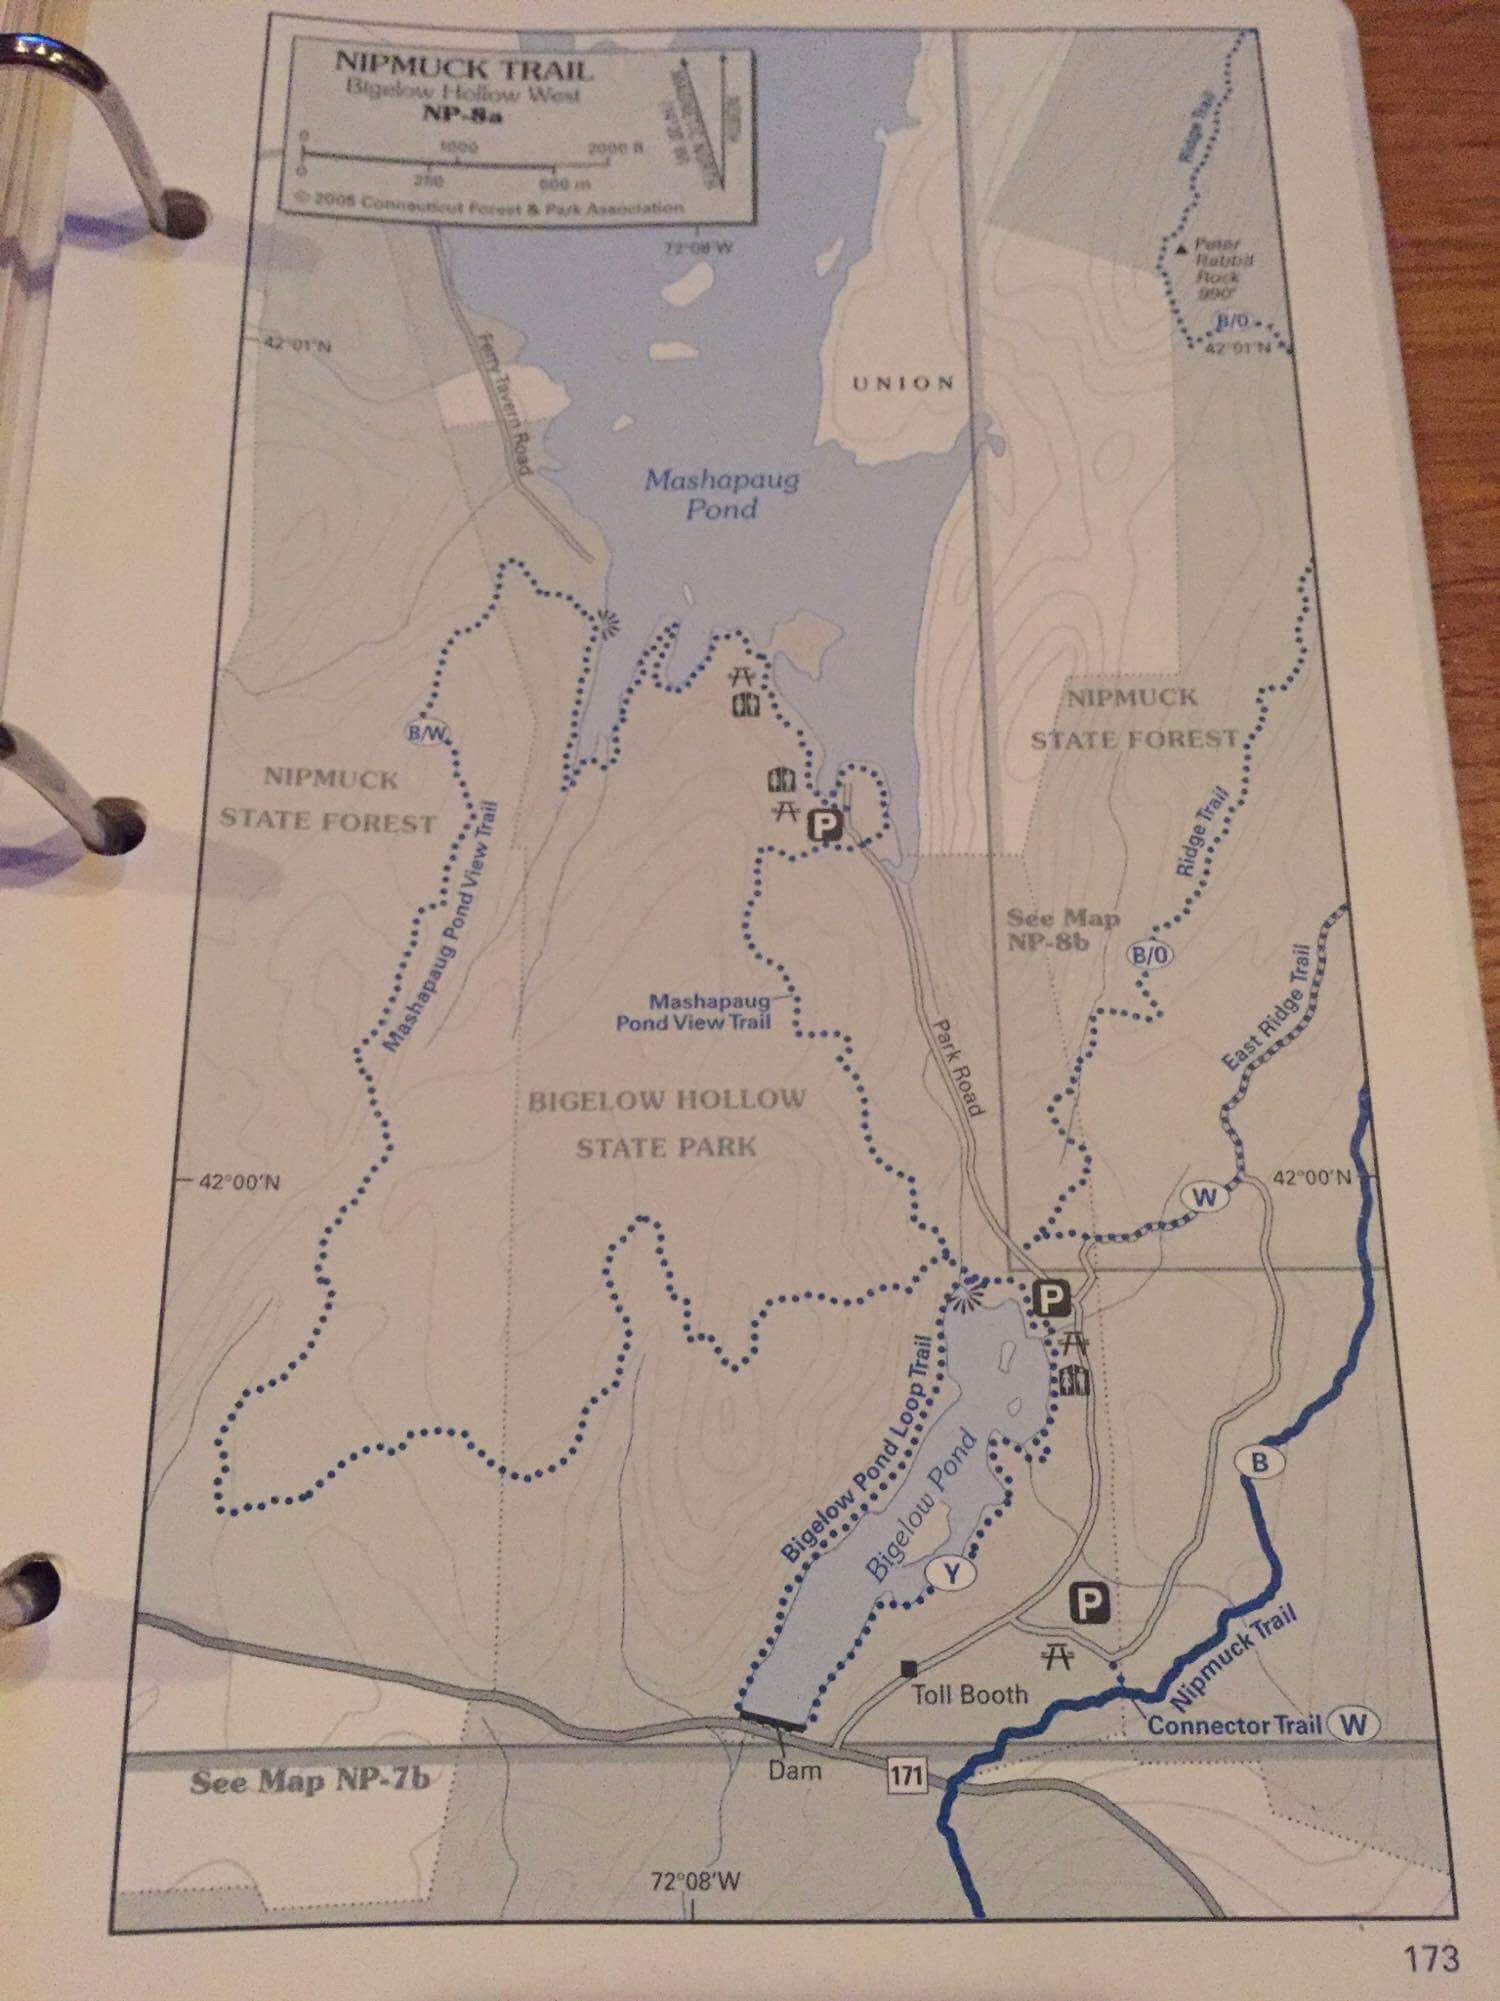 NIPMUCK TRAIL
Bigelow Hollow West
NP-8a
0 1000 2000 ft.
0 250 500 m
© 2005 Connecticut Forest & Park Association
NORTH
72°08'W
Ridge Trail
Peter
Rabbit
Rock
990'
B/O
42°01'N
42°01'N
Ferry Tavern Road
UNION
Mashapaug
Pond
NIPMUCK
STATE FOREST
B/W
NIPMUCK
STATE FOREST
Mashapaug Pond View Trail
P
Ridge Trail
See Map
NP-8b
B/O
East Ridge Trail
Mashapaug
Pond View Trail
Park Road
BIGELOW HOLLOW
STATE PARK
42°00'N
42°00'N
W
P
Bigelow Pond Loop Trail
Bigelow Pond
B
Y
P
Nipmuck Trail
Toll Booth
Connector Trail W
Dam
171
See Map NP-7b
72°08'W
173